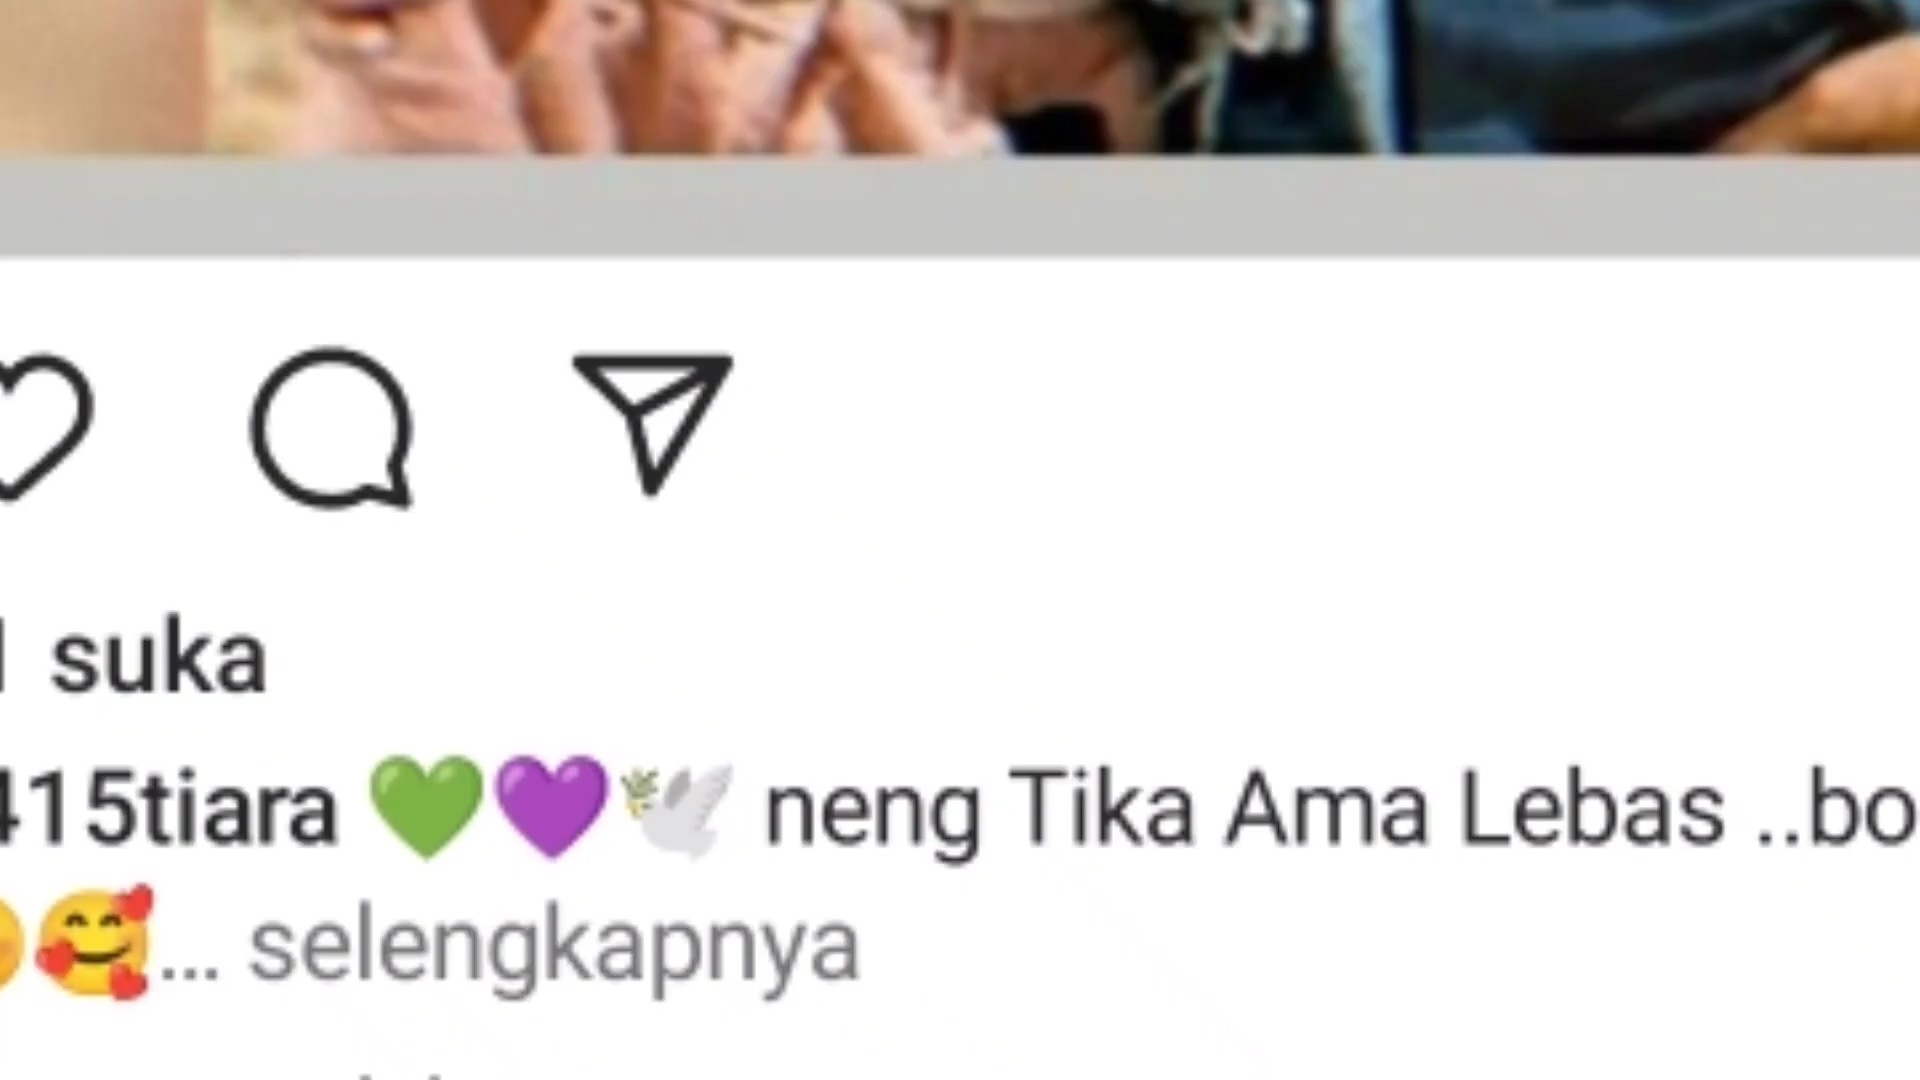 suka
415tiara 💚💜🕊 neng Tika Ama Lebas ..bo
🥰... selengkapnya